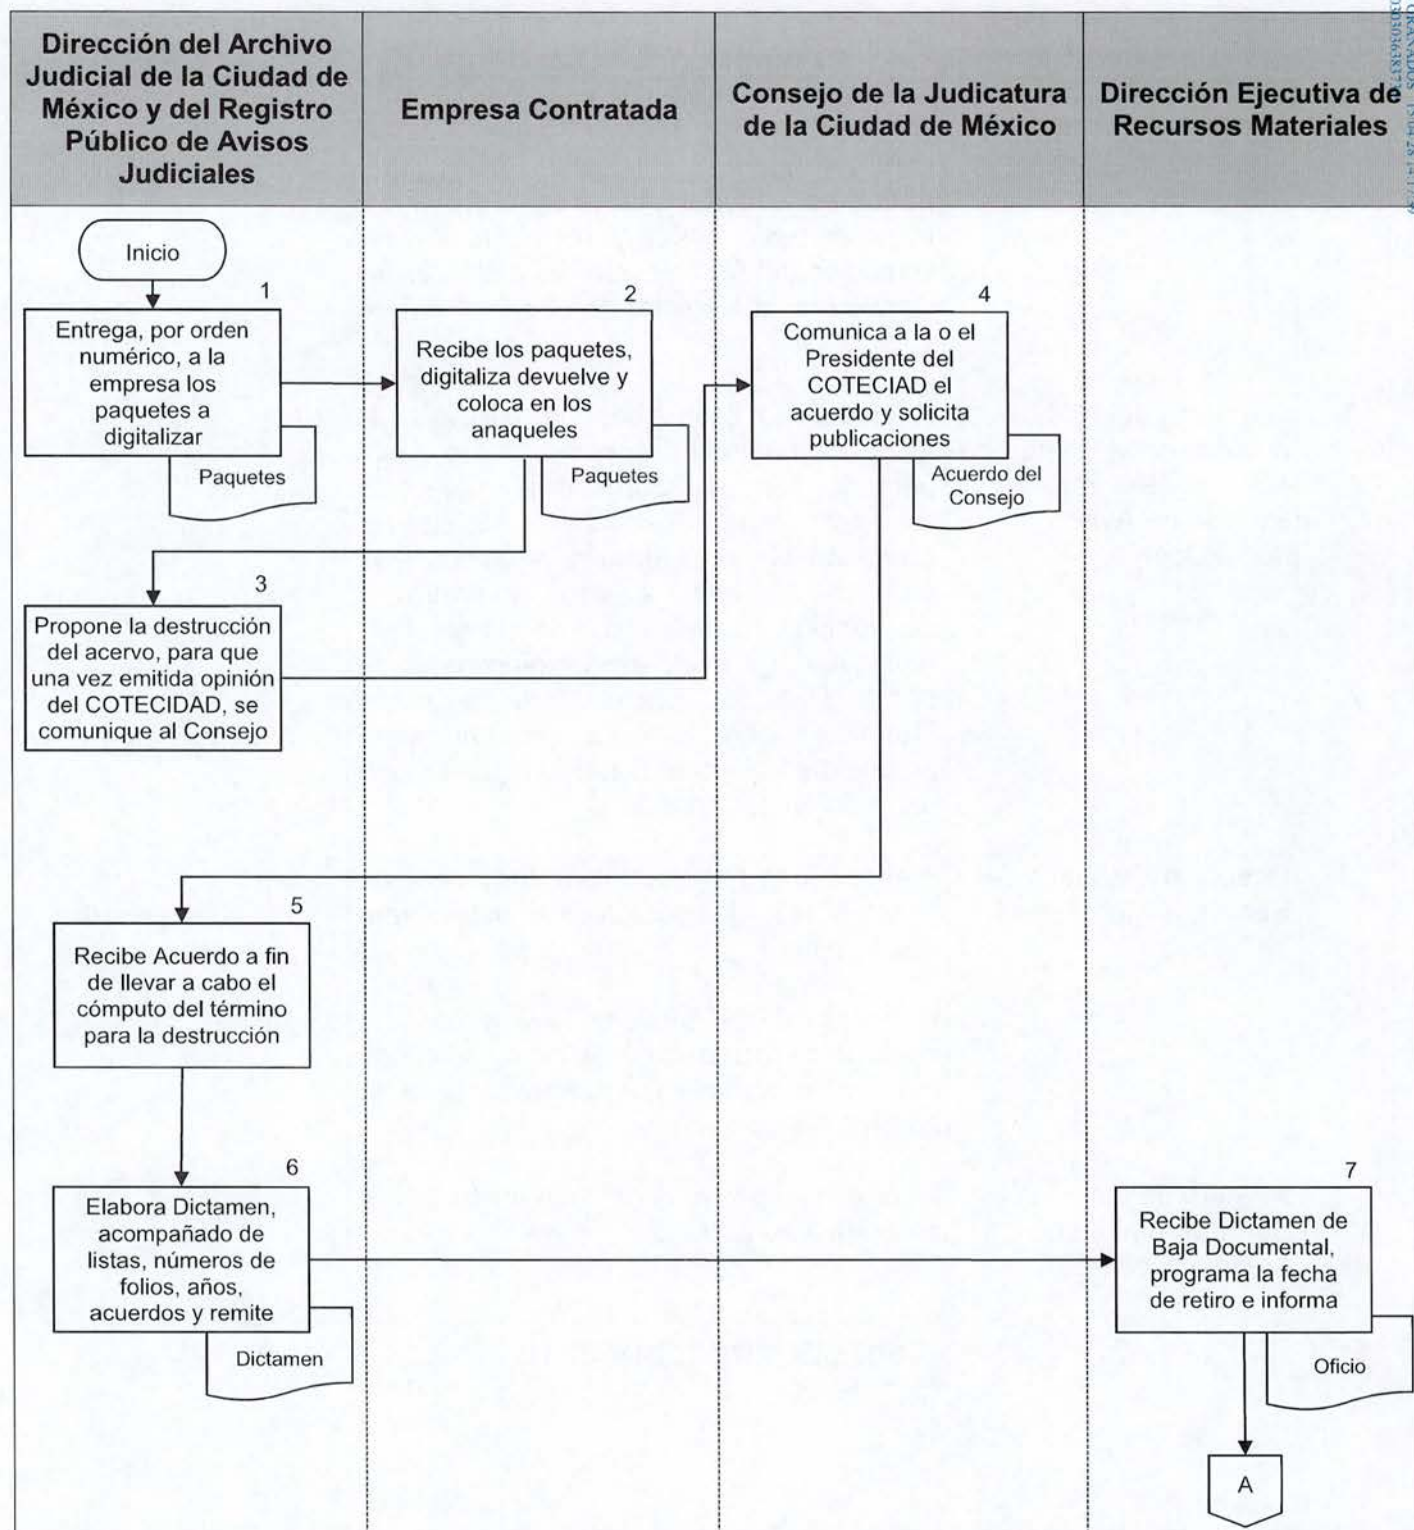 Dirección del Archivo
Judicial de la Ciudad de
México y del Registro
Público de Avisos
Judiciales
Empresa Contratada
Consejo de la Judicatura
de la Ciudad de México
Dirección Ejecutiva de
Recursos Materiales
Inicio
1
Entrega, por orden
numérico, a la
empresa los
paquetes a
digitalizar
Paquetes
2
Recibe los paquetes,
digitaliza devuelve y
coloca en los
anaqueles
Paquetes
3
Propone la destrucción
del acervo, para que
una vez emitida opinión
del COTECIDAD, se
comunique al Consejo
4
Comunica a la o el
Presidente del
COTECIAD el
acuerdo y solicita
publicaciones
Acuerdo del
Consejo
5
Recibe Acuerdo a fin
de llevar a cabo el
cómputo del término
para la destrucción
6
Elabora Dictamen,
acompañado de
listas, números de
folios, años,
acuerdos y remite
Dictamen
7
Recibe Dictamen de
Baja Documental,
programa la fecha
de retiro e informa
Oficio
A